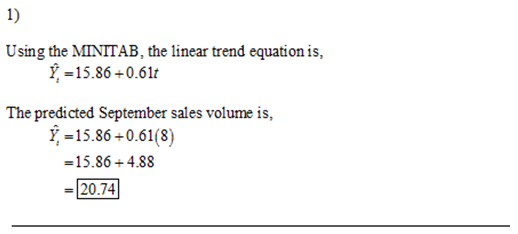 1)
Using the MINITAB, the linear trend equation is,
Ŷₜ =15.86+0.61t
The predicted September sales volume is,
Ŷₜ =15.86+0.61(8)
=15.86+4.88
= 20.74